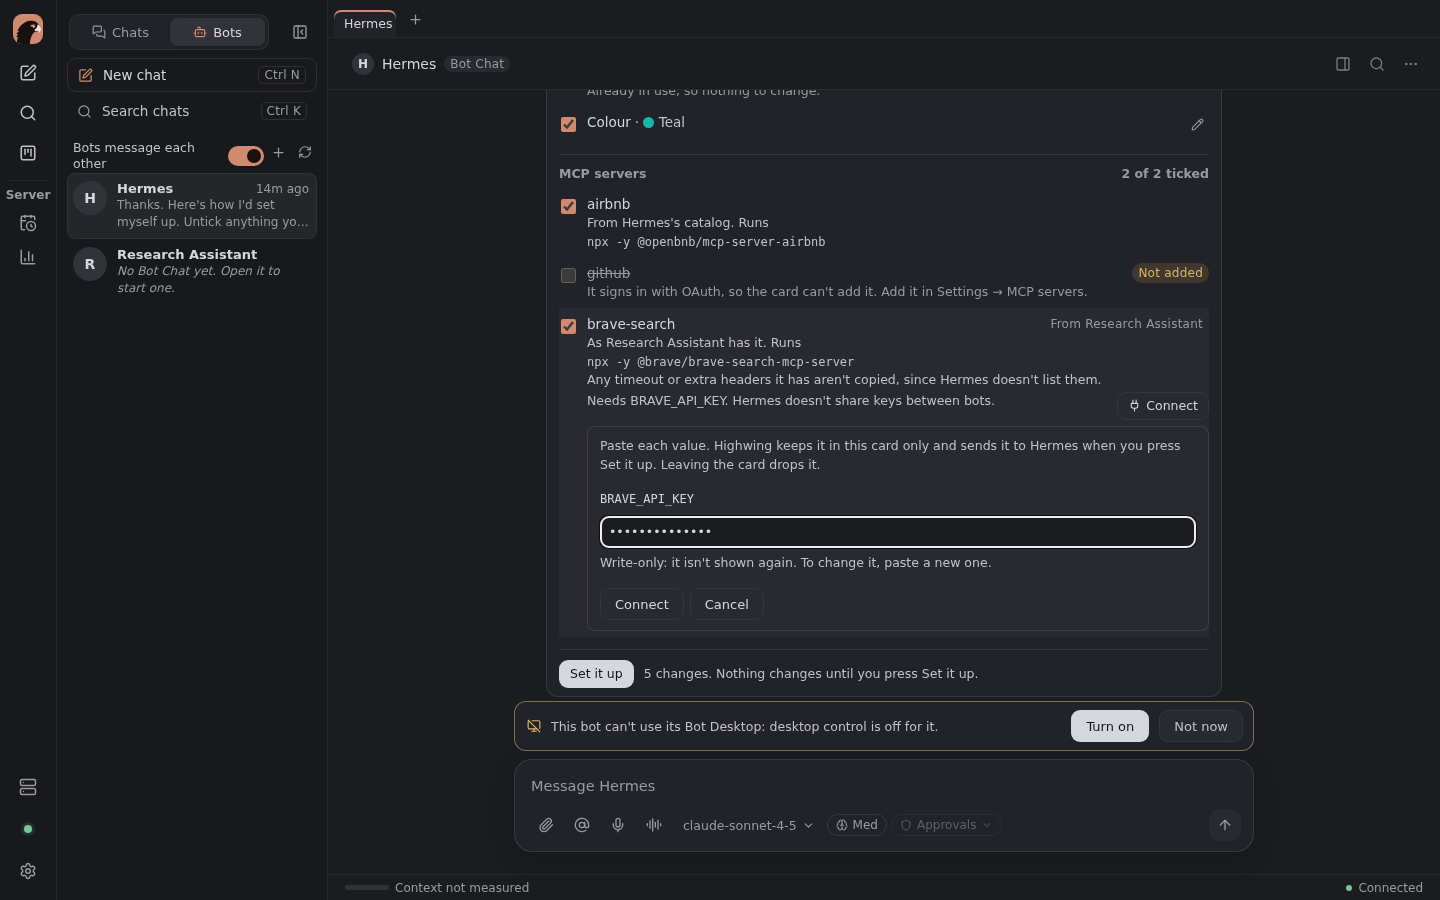 Chats
Bots
New chat
Ctrl N
Search chats
Ctrl K
Bots message each
other
Server
H
Hermes
14m ago
Thanks. Here's how I'd set
myself up. Untick anything yo…
R
Research Assistant
No Bot Chat yet. Open it to
start one.
Hermes
H
Hermes
Bot Chat
Already in use, so nothing to change.
Colour · Teal
MCP servers
2 of 2 ticked
airbnb
From Hermes's catalog. Runs
npx -y @openbnb/mcp-server-airbnb
github
Not added
It signs in with OAuth, so the card can't add it. Add it in Settings → MCP servers.
brave-search
From Research Assistant
As Research Assistant has it. Runs
npx -y @brave/brave-search-mcp-server
Any timeout or extra headers it has aren't copied, since Hermes doesn't list them.
Needs BRAVE_API_KEY. Hermes doesn't share keys between bots.
Connect
Paste each value. Highwing keeps it in this card only and sends it to Hermes when you press
Set it up. Leaving the card drops it.
BRAVE_API_KEY
••••••••••••••
Write-only: it isn't shown again. To change it, paste a new one.
Connect
Cancel
Set it up
5 changes. Nothing changes until you press Set it up.
This bot can't use its Bot Desktop: desktop control is off for it.
Turn on
Not now
Message Hermes
claude-sonnet-4-5
Med
Approvals
Context not measured
Connected